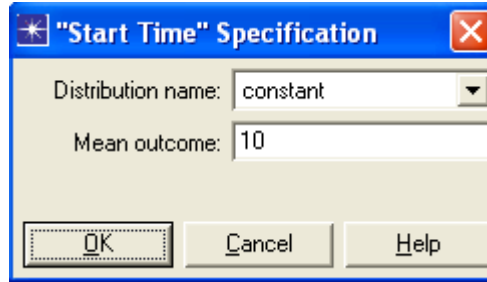 "Start Time" Specification
Distribution name: constant
Mean outcome: 10
OK Cancel Help